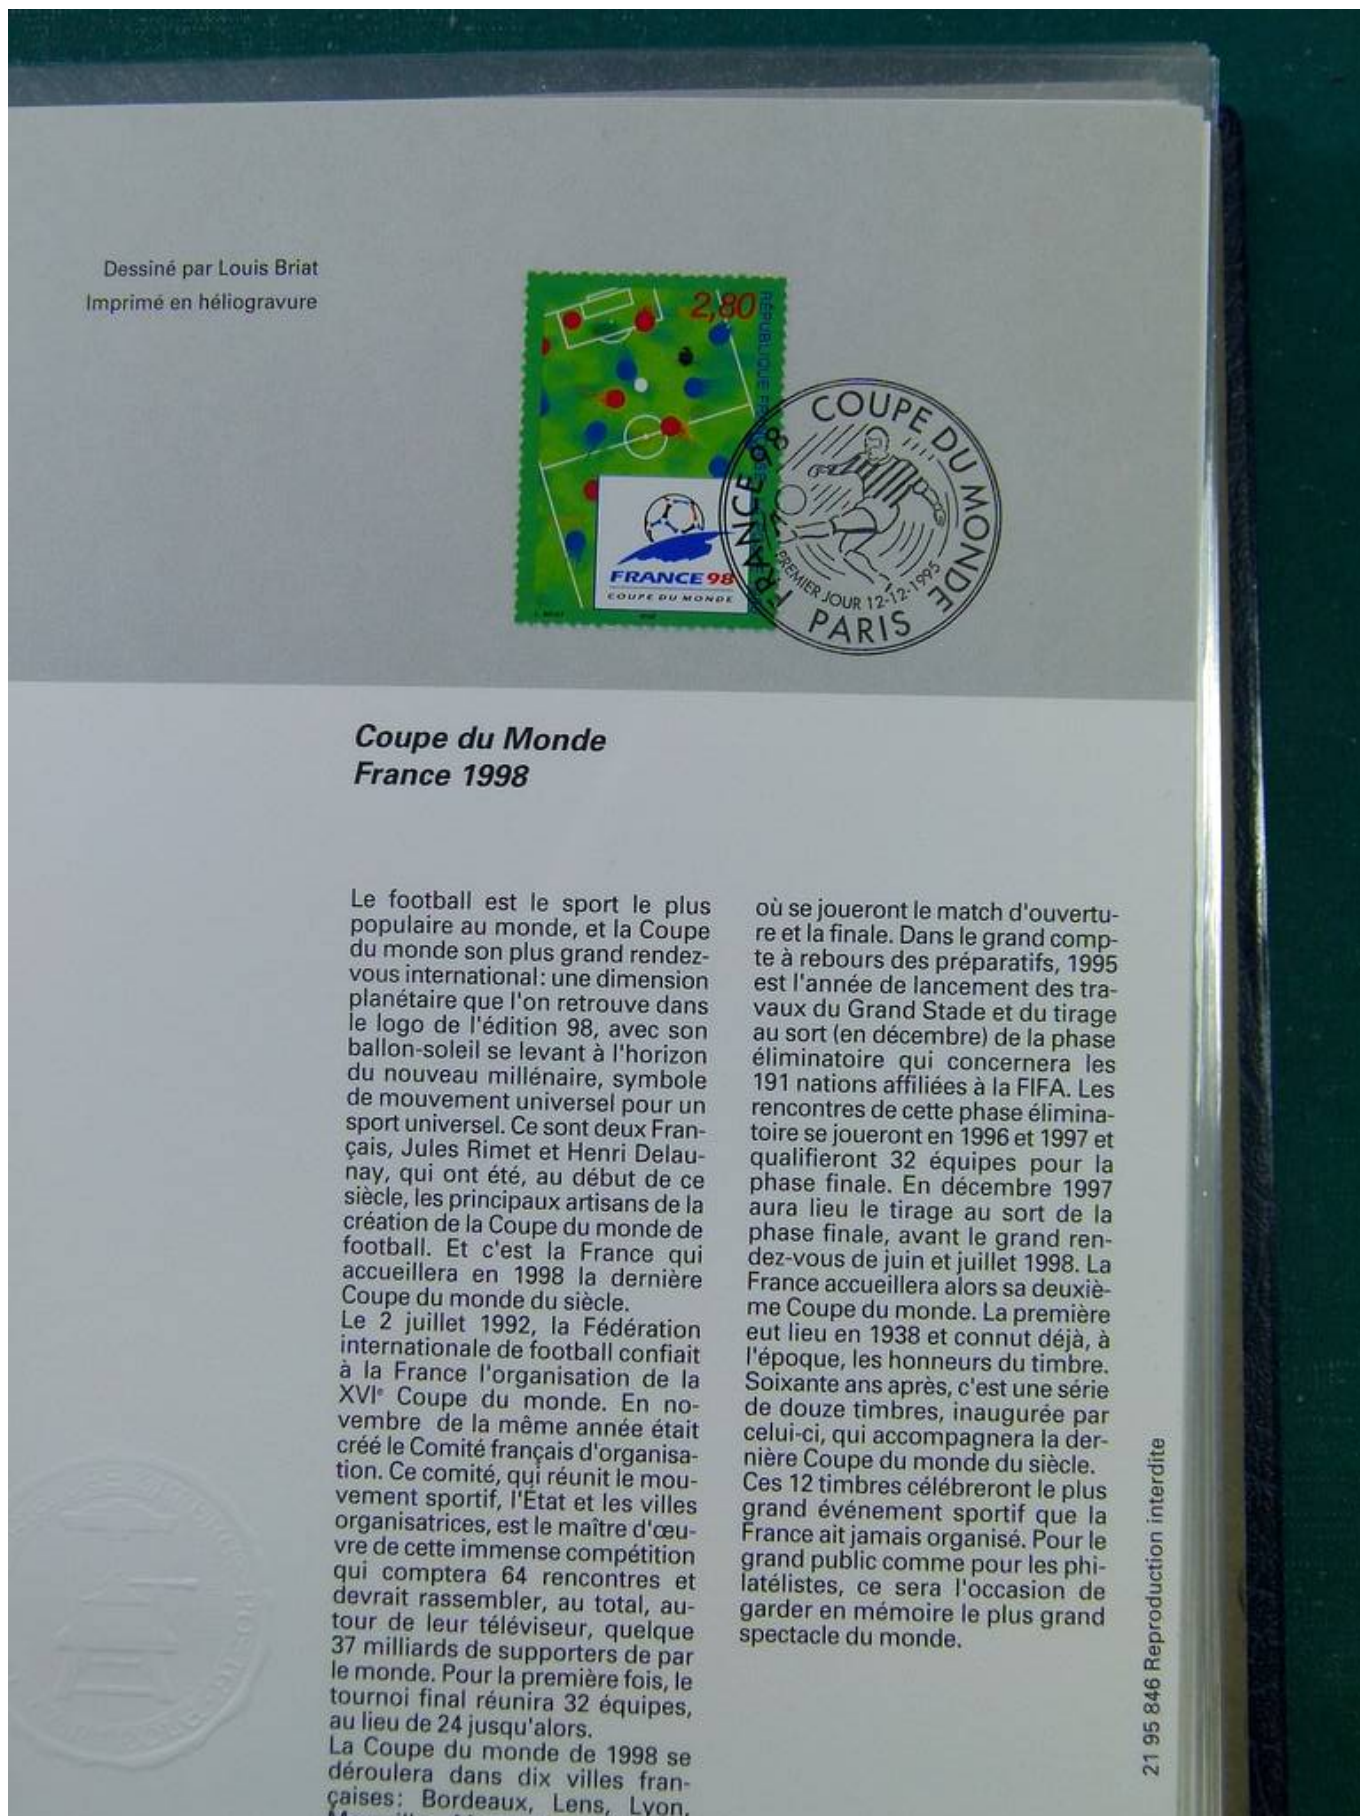 Dessiné par Louis Briat
Imprimé en héliogravure
2,80
RÉPUBLIQUE
FRANCE 98
COUPE DU MONDE
FRANCE 98
COUPE DU MONDE
PREMIER JOUR 12-12-1995
PARIS
Coupe du Monde
France 1998
Le football est le sport le plus
populaire au monde, et la Coupe
du monde son plus grand rendez-
vous international: une dimension
planétaire que l'on retrouve dans
le logo de l'édition 98, avec son
ballon-soleil se levant à l'horizon
du nouveau millénaire, symbole
de mouvement universel pour un
sport universel. Ce sont deux Fran-
çais, Jules Rimet et Henri Delau-
nay, qui ont été, au début de ce
siècle, les principaux artisans de la
création de la Coupe du monde de
football. Et c'est la France qui
accueillera en 1998 la dernière
Coupe du monde du siècle.
Le 2 juillet 1992, la Fédération
internationale de football confiait
à la France l'organisation de la
XVIe Coupe du monde. En no-
vembre de la même année était
créé le Comité français d'organisa-
tion. Ce comité, qui réunit le mou-
vement sportif, l'État et les villes
organisatrices, est le maître d'œu-
vre de cette immense compétition
qui comptera 64 rencontres et
devrait rassembler, au total, au-
tour de leur téléviseur, quelque
37 milliards de supporters de par
le monde. Pour la première fois, le
tournoi final réunira 32 équipes,
au lieu de 24 jusqu'alors.
La Coupe du monde de 1998 se
déroulera dans dix villes fran-
çaises: Bordeaux, Lens, Lyon,
où se joueront le match d'ouvertu-
re et la finale. Dans le grand comp-
te à rebours des préparatifs, 1995
est l'année de lancement des tra-
vaux du Grand Stade et du tirage
au sort (en décembre) de la phase
éliminatoire qui concernera les
191 nations affiliées à la FIFA. Les
rencontres de cette phase élimina-
toire se joueront en 1996 et 1997 et
qualifieront 32 équipes pour la
phase finale. En décembre 1997
aura lieu le tirage au sort de la
phase finale, avant le grand ren-
dez-vous de juin et juillet 1998. La
France accueillera alors sa deuxiè-
me Coupe du monde. La première
eut lieu en 1938 et connut déjà, à
l'époque, les honneurs du timbre.
Soixante ans après, c'est une série
de douze timbres, inaugurée par
celui-ci, qui accompagnera la der-
nière Coupe du monde du siècle.
Ces 12 timbres célébreront le plus
grand événement sportif que la
France ait jamais organisé. Pour le
grand public comme pour les phi-
latélistes, ce sera l'occasion de
garder en mémoire le plus grand
spectacle du monde.
21 95 846 Reproduction interdite